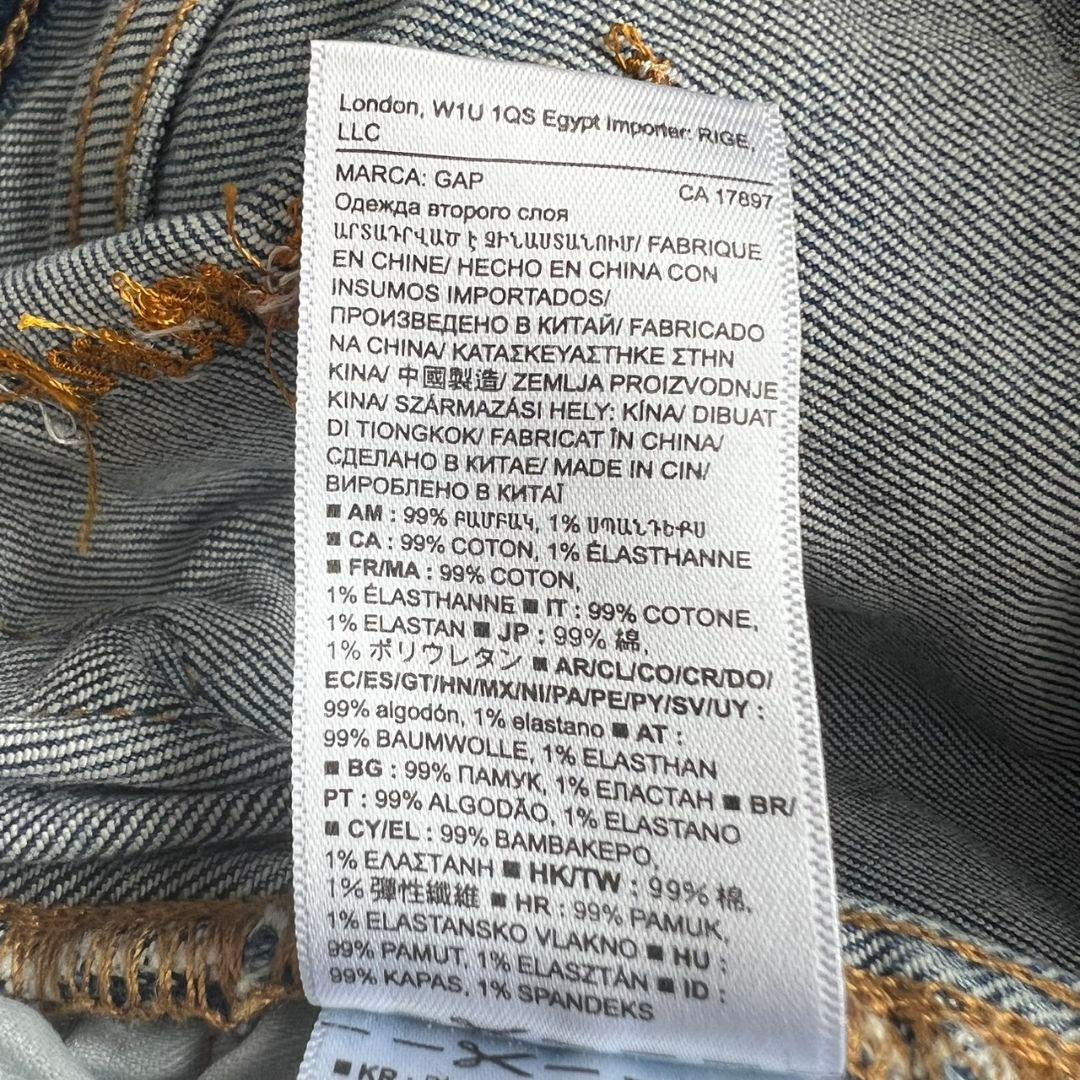 London, W1U 1QS Egypt Importer: RIGE,
LLC
MARCA: GAP CA 17897
Одежда второго слоя
ԱՐՏԱԴՐՎԱԾ Է ՉԻՆԱՍՏԱՆՈՒՄ/ FABRIQUE
EN CHINE/ HECHO EN CHINA CON
INSUMOS IMPORTADOS/
ПРОИЗВЕДЕНО В КИТАЙ/ FABRICADO
NA CHINA/ ΚΑΤΑΣΚΕΥΑΣΤΗΚΕ ΣΤΗΝ
ΚΙΝΑ/ 中國製造/ ZEMLJA PROIZVODNJE
KINA/ SZÁRMAZÁSI HELY: KÍNA/ DIBUAT
DI TIONGKOK/ FABRICAT ÎN CHINA/
СДЕЛАНО В КИТАЕ/ MADE IN CIN/
ВИРОБЛЕНО В КИТАЇ
■ AM : 99% ԲԱՄԲԱԿ, 1% ՍՊԱՆԴԵՔՍ
■ CA : 99% COTON, 1% ÉLASTHANNE
■ FR/MA : 99% COTON,
1% ÉLASTHANNE ■ IT : 99% COTONE,
1% ELASTAN ■ JP : 99% 綿,
1% ポリウレタン ■ AR/CL/CO/CR/DO/
EC/ES/GT/HN/MX/NI/PA/PE/PY/SV/UY :
99% algodón, 1% elastano ■ AT :
99% BAUMWOLLE, 1% ELASTHAN
■ BG : 99% ПАМУК, 1% ЕЛАСТАН ■ BR/
PT : 99% ALGODÃO, 1% ELASTANO
■ CY/EL : 99% ΒΑΜΒΑΚΕΡΟ,
1% ΕΛΑΣΤΑΝΗ ■ HK/TW : 99% 棉,
1% 彈性纖維 ■ HR : 99% PAMUK,
1% ELASTANSKO VLAKNO ■ HU :
99% PAMUT, 1% ELASZTÁN ■ ID :
99% KAPAS, 1% SPANDEKS
■ KR :